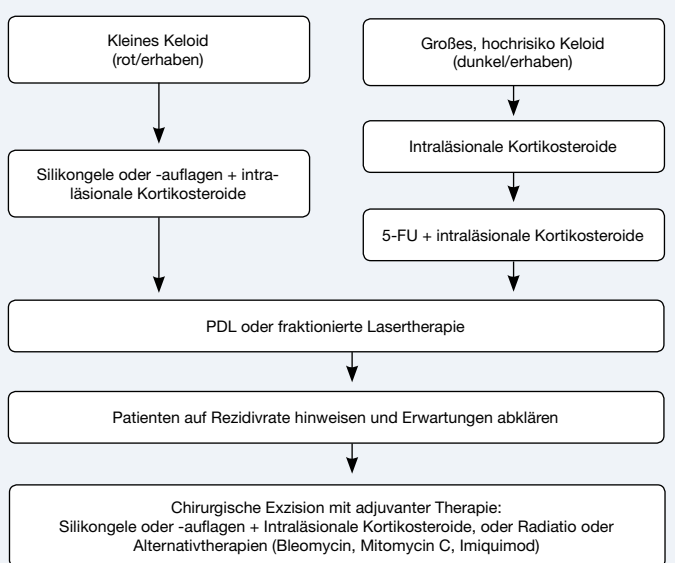 Kleines Keloid
(rot/erhaben)
Großes, hochrisiko Keloid
(dunkel/erhaben)
Silikongele oder -auflagen + intra-
läsionale Kortikosteroide
Intraläsionale Kortikosteroide
5-FU + intraläsionale Kortikosteroide
PDL oder fraktionierte Lasertherapie
Patienten auf Rezidivrate hinweisen und Erwartungen abklären
Chirurgische Exzision mit adjuvanter Therapie:
Silikongele oder -auflagen + Intraläsionale Kortikosteroide, oder Radiatio oder
Alternativtherapien (Bleomycin, Mitomycin C, Imiquimod)